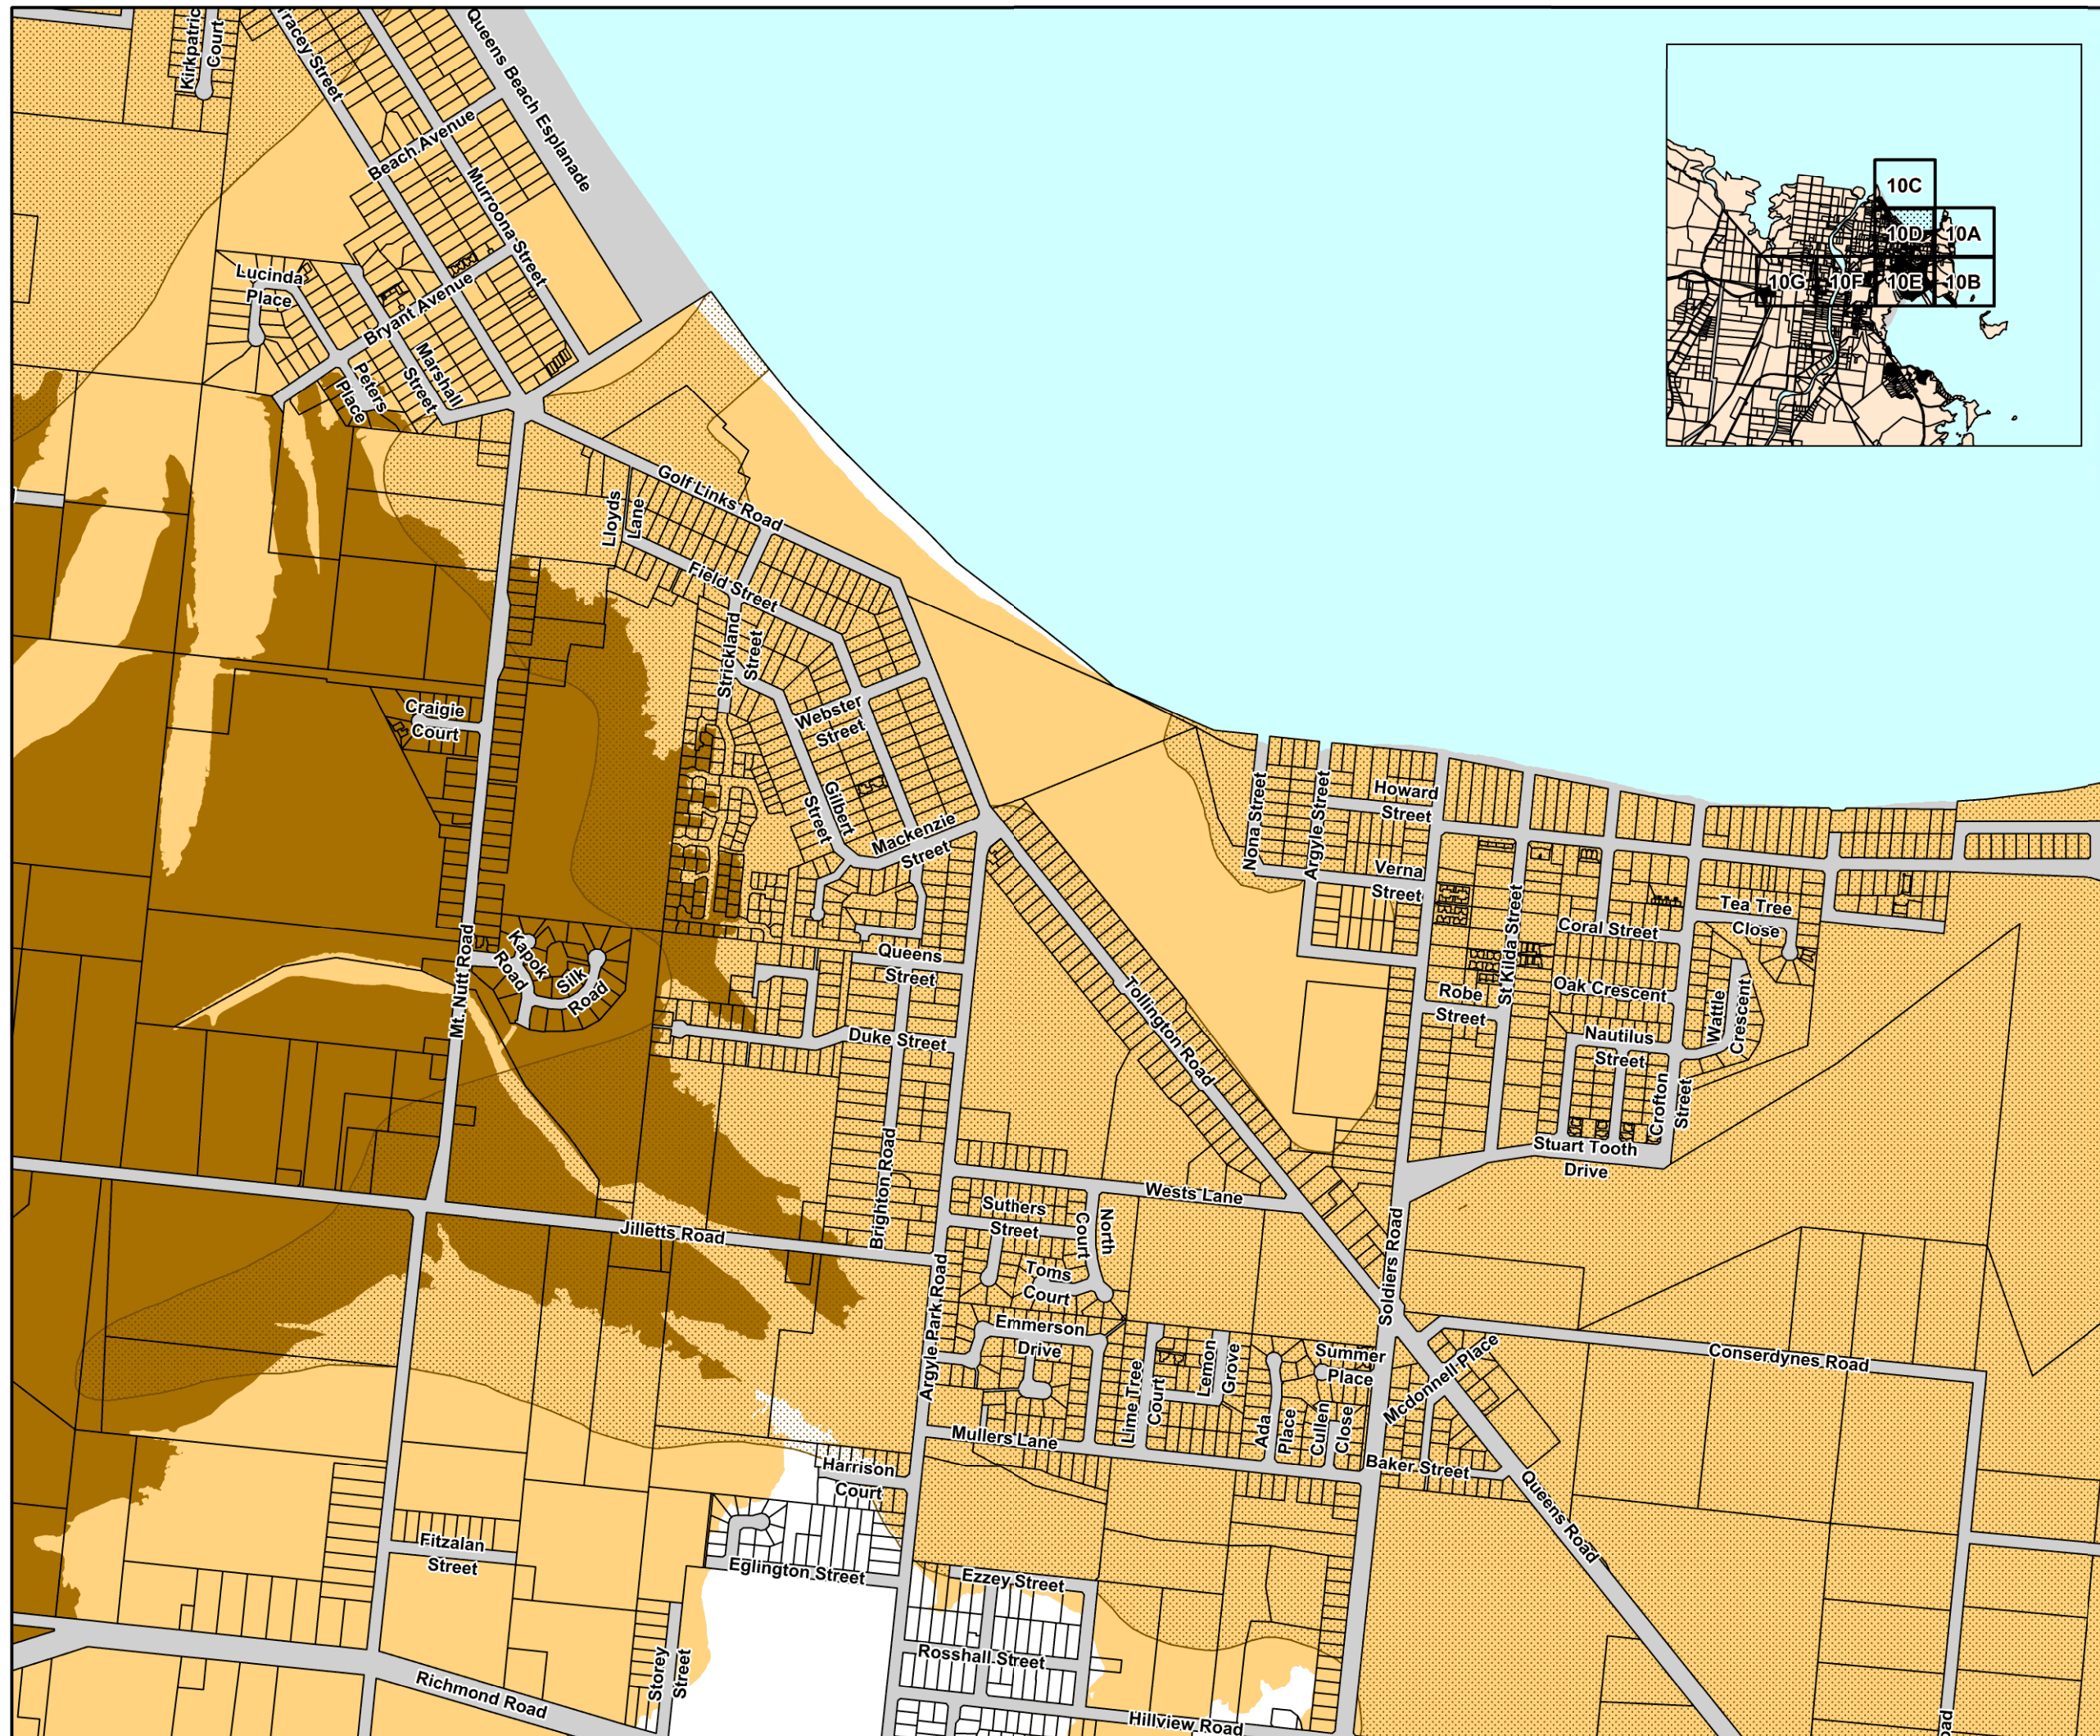 Kirkpatric
Court
racey Street
Queens Beach Esplanade
Beach Avenue
Murroona Street
Lucinda
Place
Bryant Avenue
Marshall
Street
Peters
Place
10C
10D
10A
10G
10F
10E
10B
Golf Links Road
Lloyds
Lane
Field Street
Strickland
Street
Craigie
Court
Webster
Street
Gilbert
Street
Mackenzie
Street
Nona Street
Argyle Street
Howard
Street
Verna
Street
Tea Tree
Close
Coral Street
St Kilda Street
Oak Crescent
Robe
Street
Wattle
Crescent
Nautilus
Street
Crofton
Street
Stuart Tooth
Drive
Mt. Nutt Road
Kapok
Road
Silk
Road
Queens
Street
Duke Street
Tollington Road
Brighton Road
Wests Lane
Suthers
Street
North
Court
Jilletts Road
Toms
Court
Argyle Park Road
Soldiers Road
Emmerson
Drive
Lime Tree
Court
Lemon
Grove
Summer
Place
Mcdonnell Place
Conserdynes Road
Ada
Place
Cullen
Close
Mullers Lane
Baker Street
Harrison
Court
Queens Road
Fitzalan
Street
Eglington Street
Ezzey Street
Rosshall Street
Storey
Street
Richmond Road
Hillview Road
oad